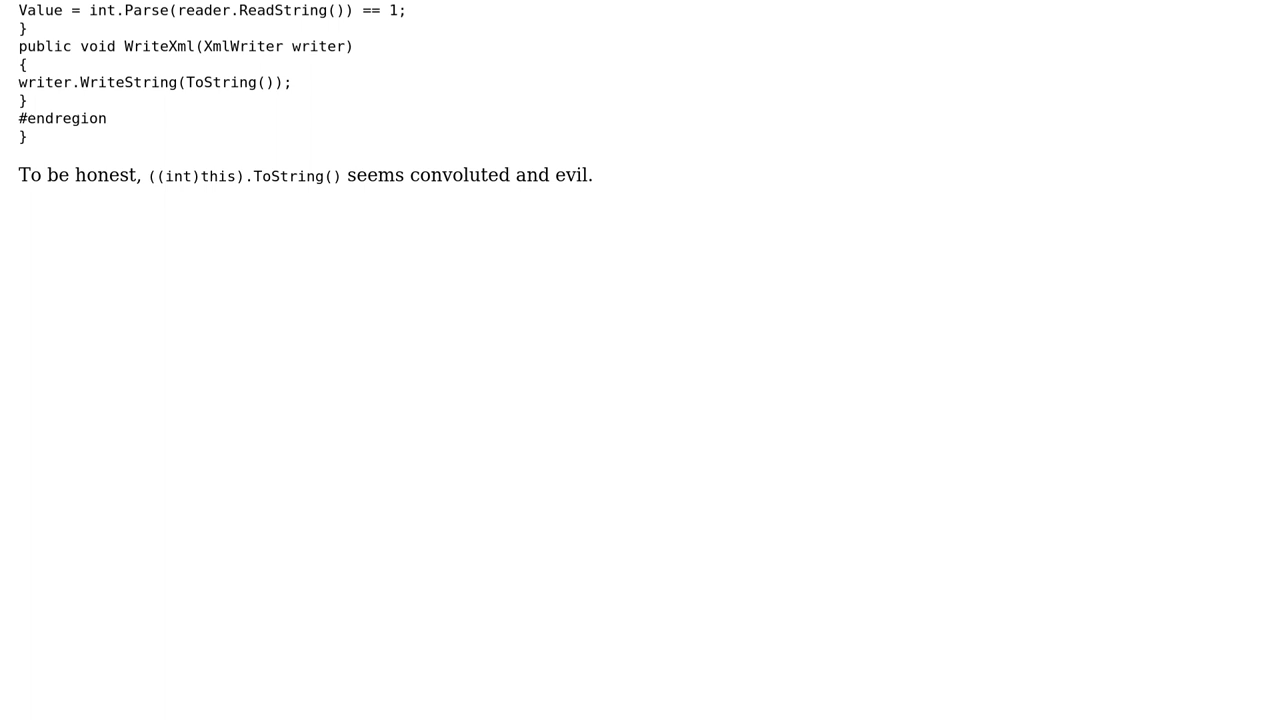 Value = int.Parse(reader.ReadString()) == 1;
}
public void WriteXml(XmlWriter writer)
{
writer.WriteString(ToString());
}
#endregion
}
To be honest, ((int)this).ToString() seems convoluted and evil.